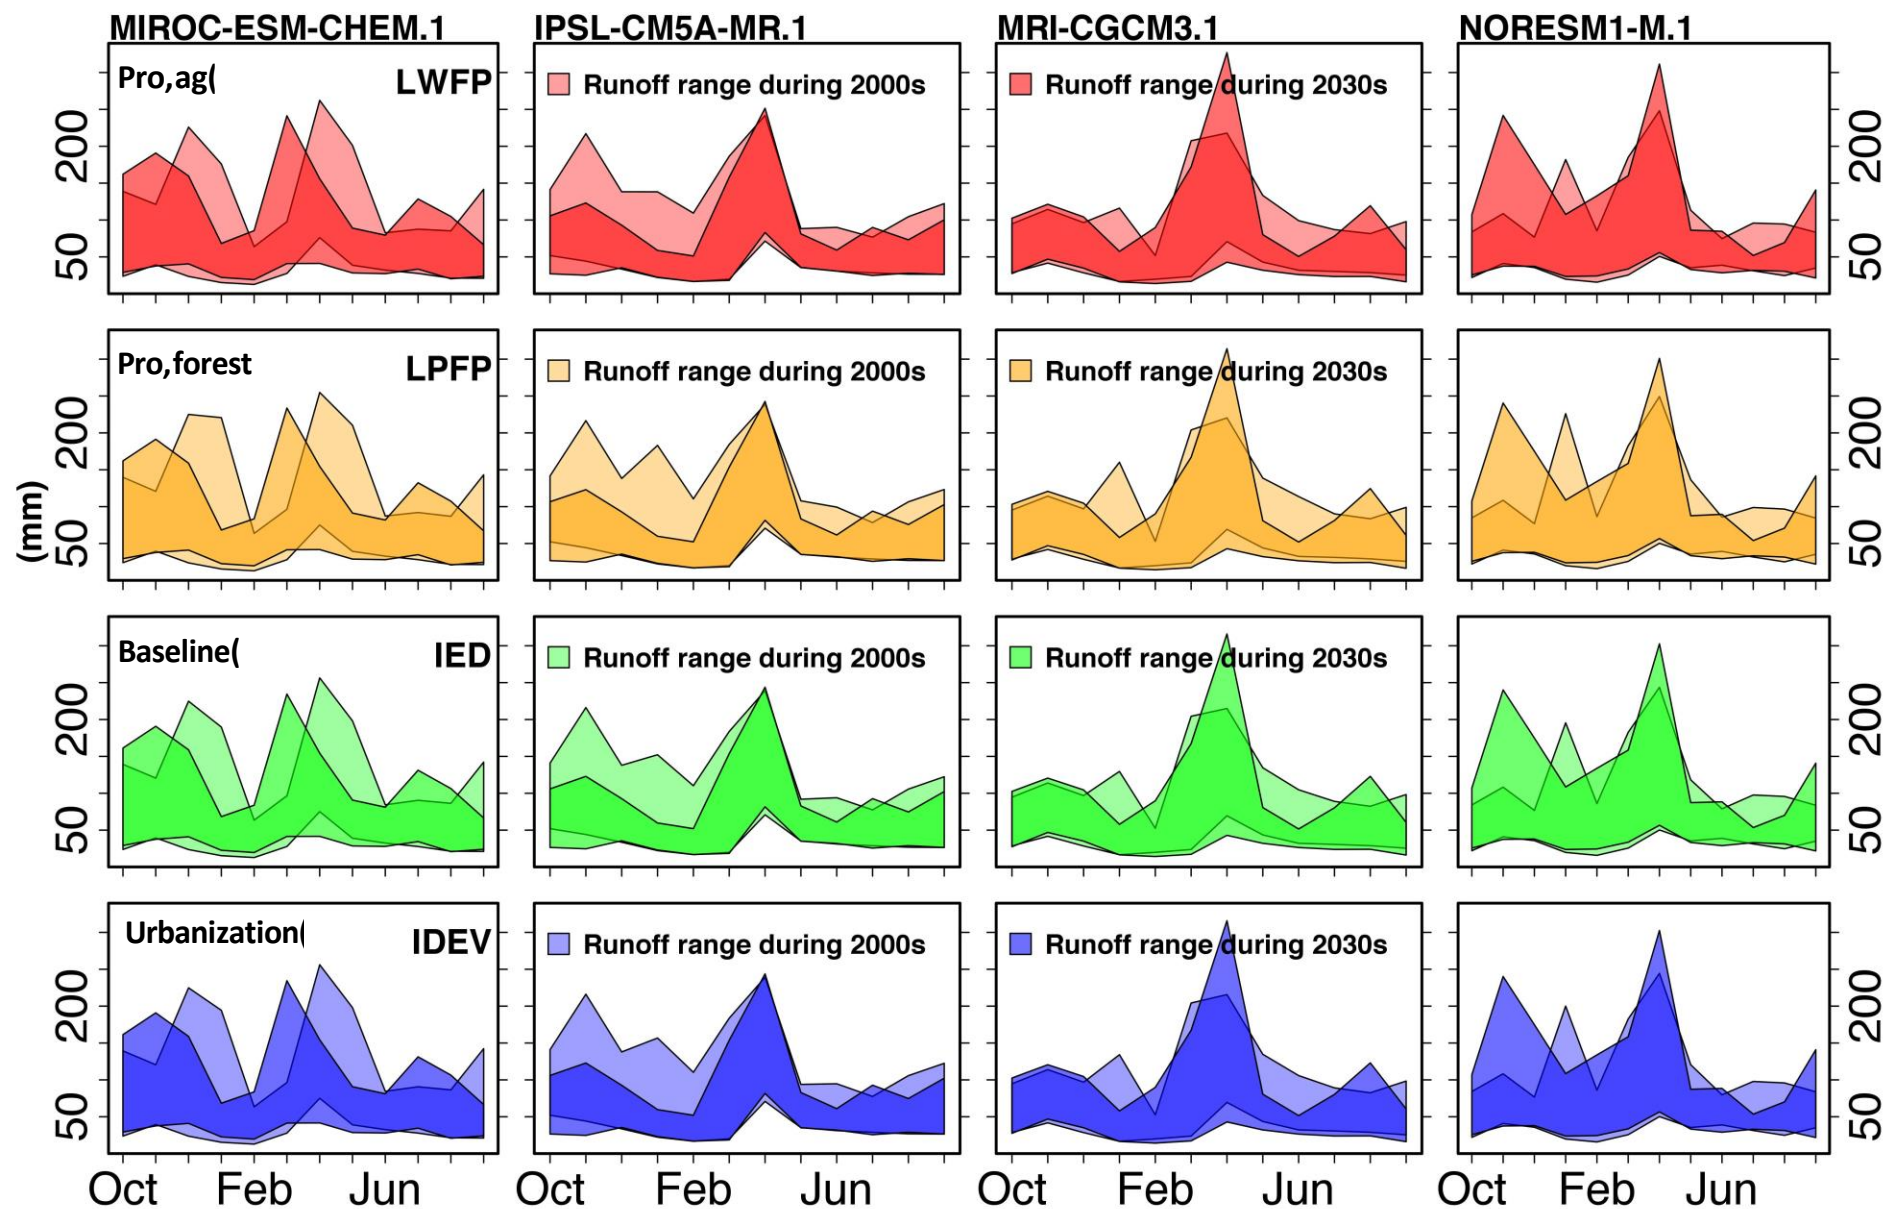 MIROC-ESM-CHEM.1 IPSL-CM5A-MR.1 MRI-CGCM3.1 NORESM1-M.1
Pro,ag( LWFP Runoff range during 2000s Runoff range during 2030s
200 200
50 50
Pro,forest LPFP Runoff range during 2000s Runoff range during 2030s
200 200
(mm)
50 50
Baseline( IED Runoff range during 2000s Runoff range during 2030s
200 200
50 50
Urbanization( IDEV Runoff range during 2000s Runoff range during 2030s
200 200
50 50
Oct Feb Jun Oct Feb Jun Oct Feb Jun Oct Feb Jun